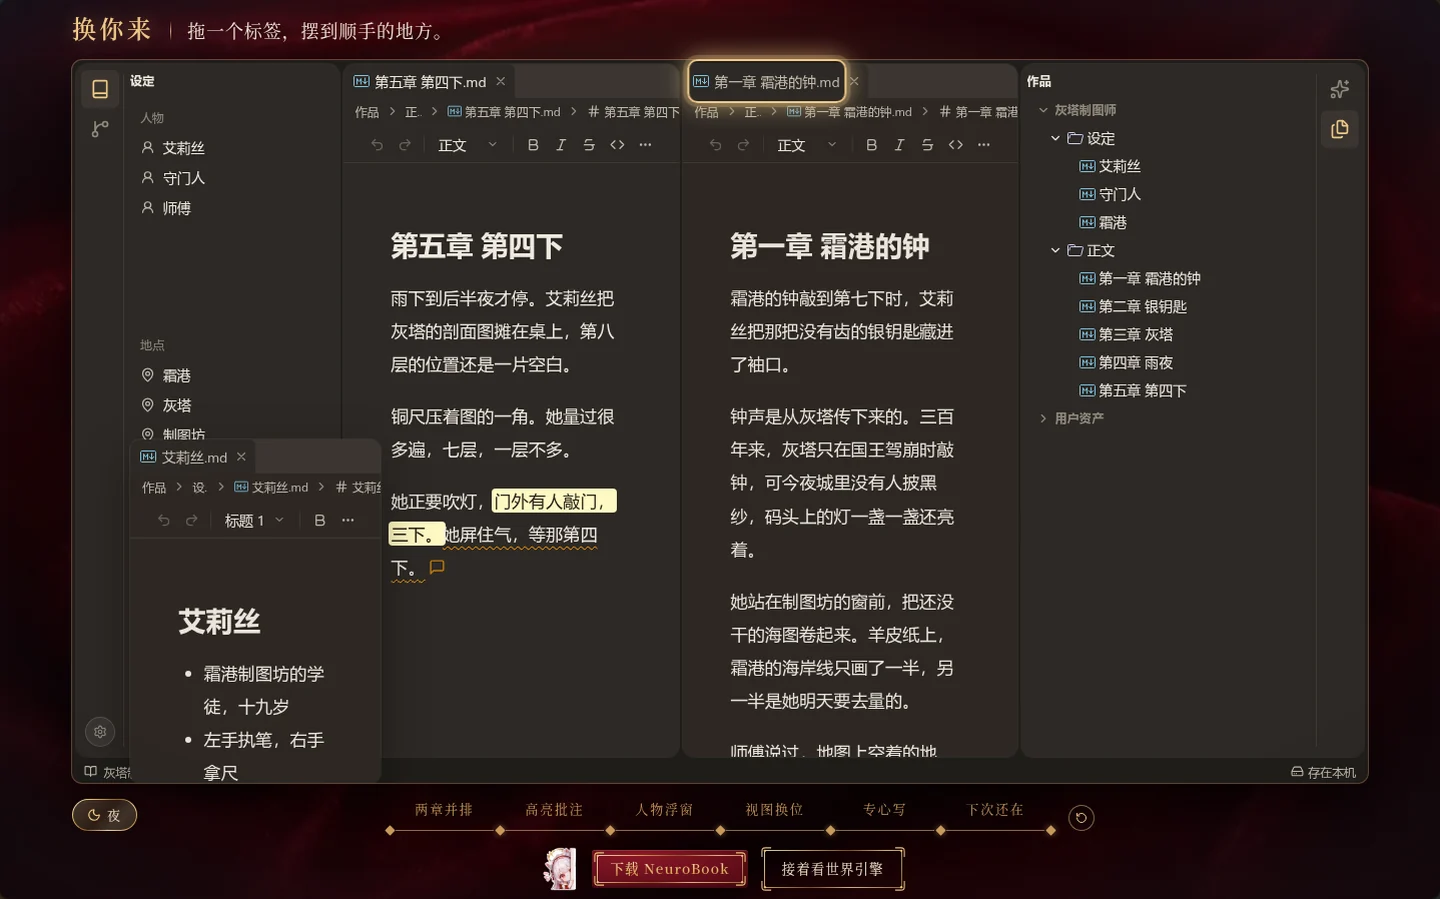 换你来
拖一个标签，摆到顺手的地方。
设定
人物
艾莉丝
守门人
师傅
地点
霜港
灰塔
制图坊
艾莉丝.md
作品 > 设. > 艾莉丝.md > # 艾莉丝
标题 1
B
艾莉丝
霜港制图坊的学
徒，十九岁
左手执笔，右手
拿尺
第五章 第四下.md
作品 > 正.. > 第五章 第四下.md > # 第五章 第四下
正文
B I S <> ...
第五章 第四下
雨下到后半夜才停。艾莉丝把
灰塔的剖面图摊在桌上，第八
层的位置还是一片空白。
铜尺压着图的一角。她量过很
多遍，七层，一层不多。
她正要吹灯，门外有人敲门，
三下。她屏住气，等那第四
下。
第一章 霜港的钟.md
作品 > 正.. > 第一章 霜港的钟.md > # 第一章 霜港
正文
B I S <> ...
第一章 霜港的钟
霜港的钟敲到第七下时，艾莉
丝把那把没有齿的银钥匙藏进
了袖口。
钟声是从灰塔传下来的。三百
年来，灰塔只在国王驾崩时敲
钟，可今夜城里没有人披黑
纱，码头上的灯一盏一盏还亮
着。
她站在制图坊的窗前，把还没
干的海图卷起来。羊皮纸上，
霜港的海岸线只画了一半，另
一半是她明天要去量的。
师傅说过，地图上空着的地
作品
灰塔制图师
设定
艾莉丝
守门人
霜港
正文
第一章 霜港的钟
第二章 银钥匙
第三章 灰塔
第四章 雨夜
第五章 第四下
用户资产
灰塔
存在本机
夜
两章并排
高亮批注
人物浮窗
视图换位
专心写
下次还在
下载 NeuroBook
接着看世界引擎